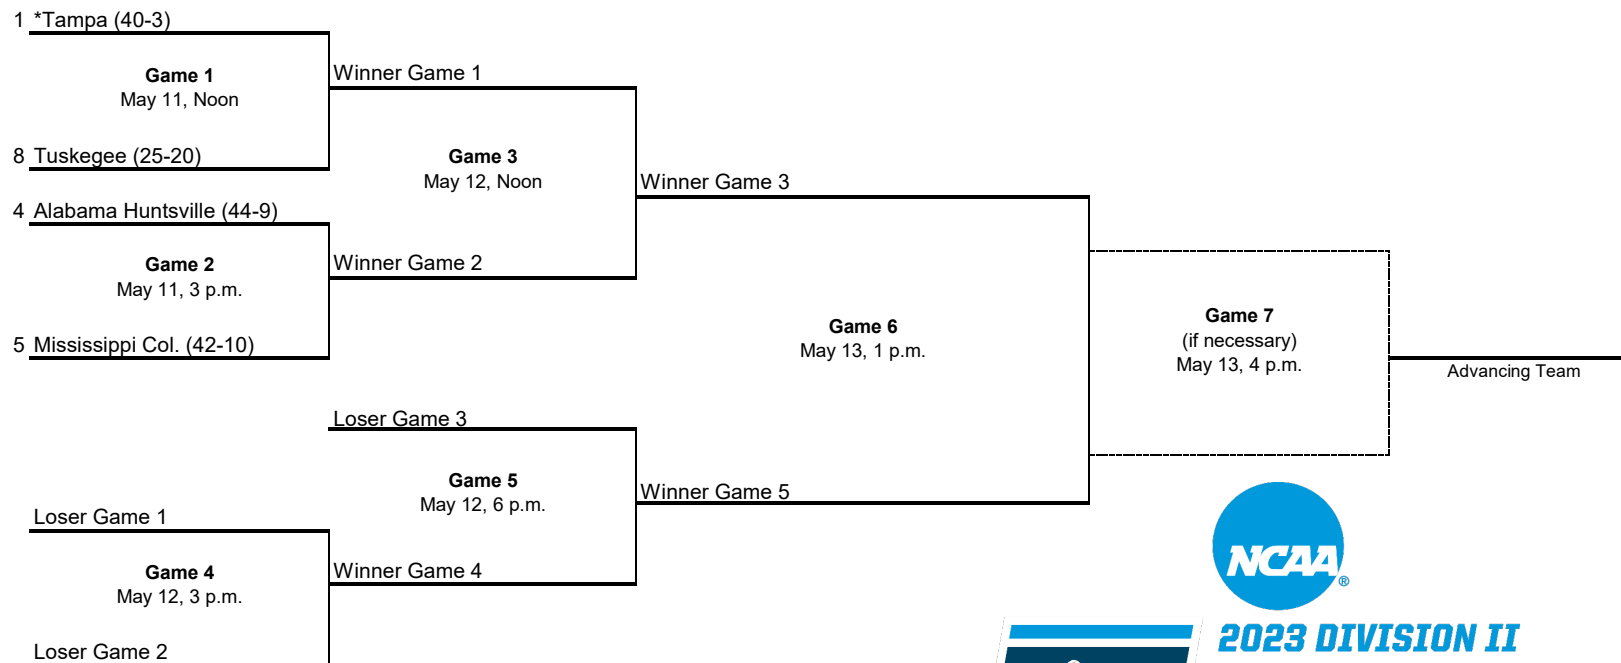 1 *Tampa (40-3)
Game 1
May 11, Noon
Winner Game 1
8 Tuskegee (25-20)
Game 3
May 12, Noon
Winner Game 3
4 Alabama Huntsville (44-9)
Game 2
May 11, 3 p.m.
Winner Game 2
5 Mississippi Col. (42-10)
Game 6
May 13, 1 p.m.
Game 7
(if necessary)
May 13, 4 p.m.
Advancing Team
Loser Game 3
Game 5
May 12, 6 p.m.
Winner Game 5
Loser Game 1
Game 4
May 12, 3 p.m.
Winner Game 4
Loser Game 2
NCAA®
2023 DIVISION II